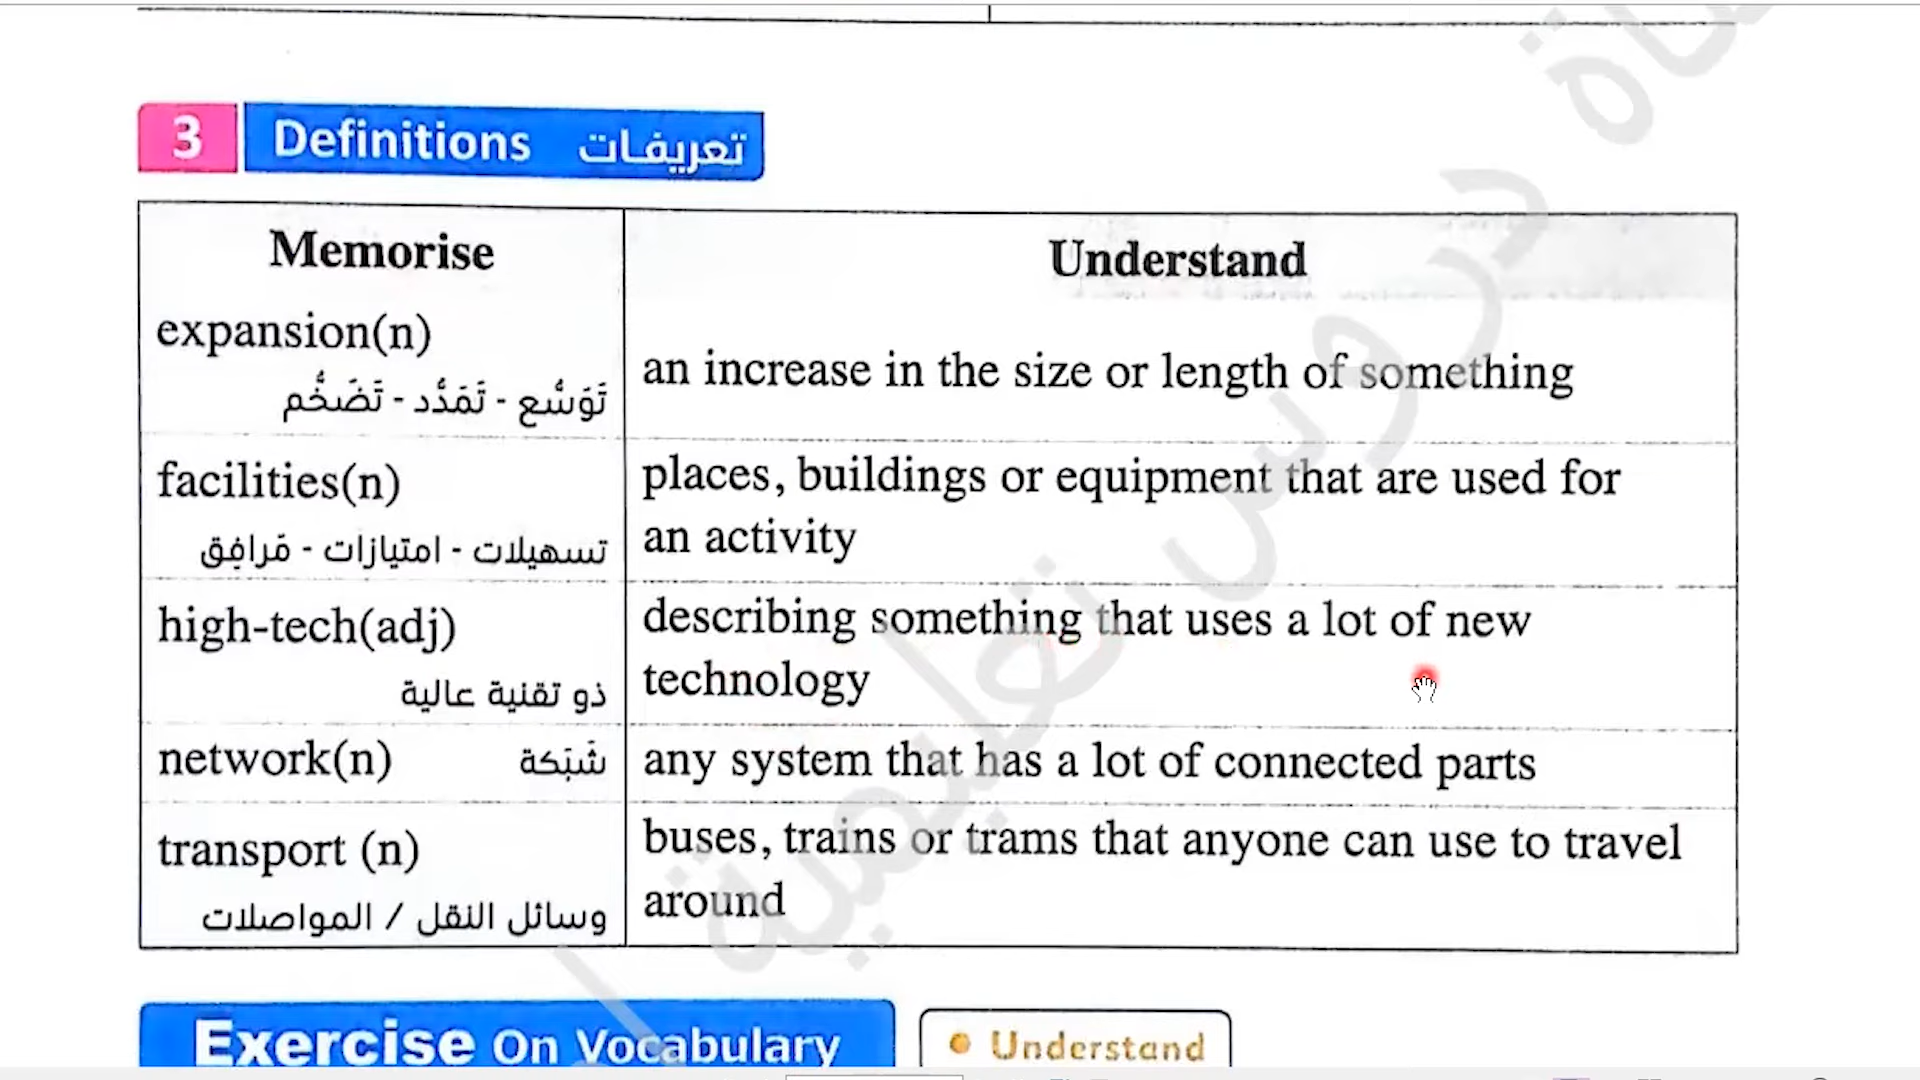 3 Definitions تعريفات
Memorise
Understand
expansion(n)
تَوَسُّع - تَمَدُّد - تَضَخُّم
an increase in the size or length of something
facilities(n)
تسهيلات - امتيازات - مَرافِق
places, buildings or equipment that are used for
an activity
high-tech(adj)
ذو تقنية عالية
describing something that uses a lot of new
technology
network(n) شَبَكة
any system that has a lot of connected parts
transport (n)
وسائل النقل / المواصلات
buses, trains or trams that anyone can use to travel
around
Exercise On Vocabulary
Understand
دروس تعليمية